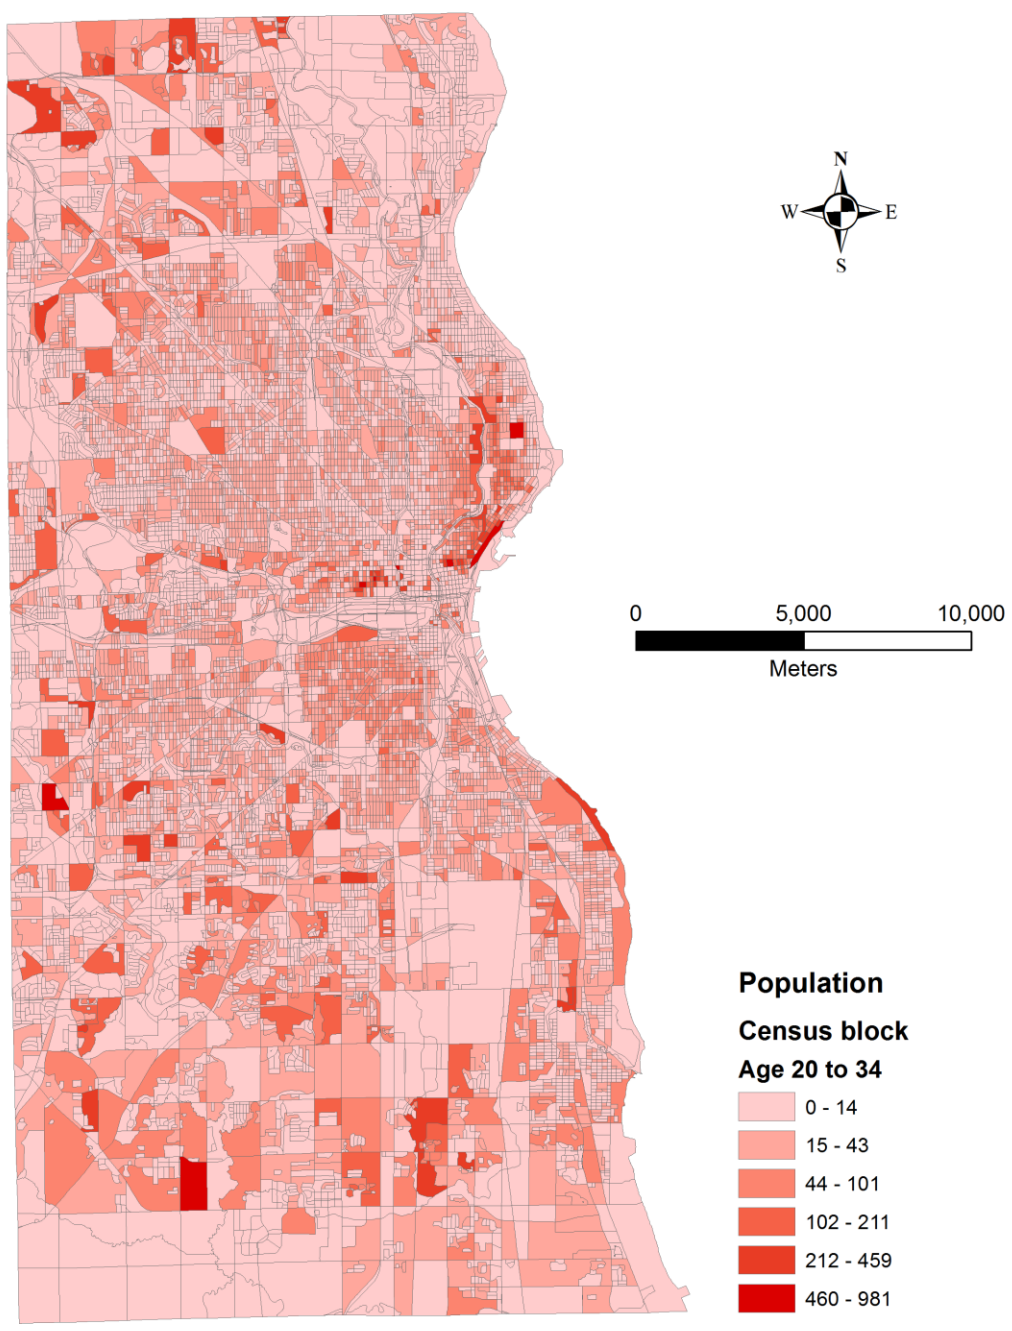 N
W E
S
0 5,000 10,000
Meters
Population
Census block
Age 20 to 34
0 - 14
15 - 43
44 - 101
102 - 211
212 - 459
460 - 981